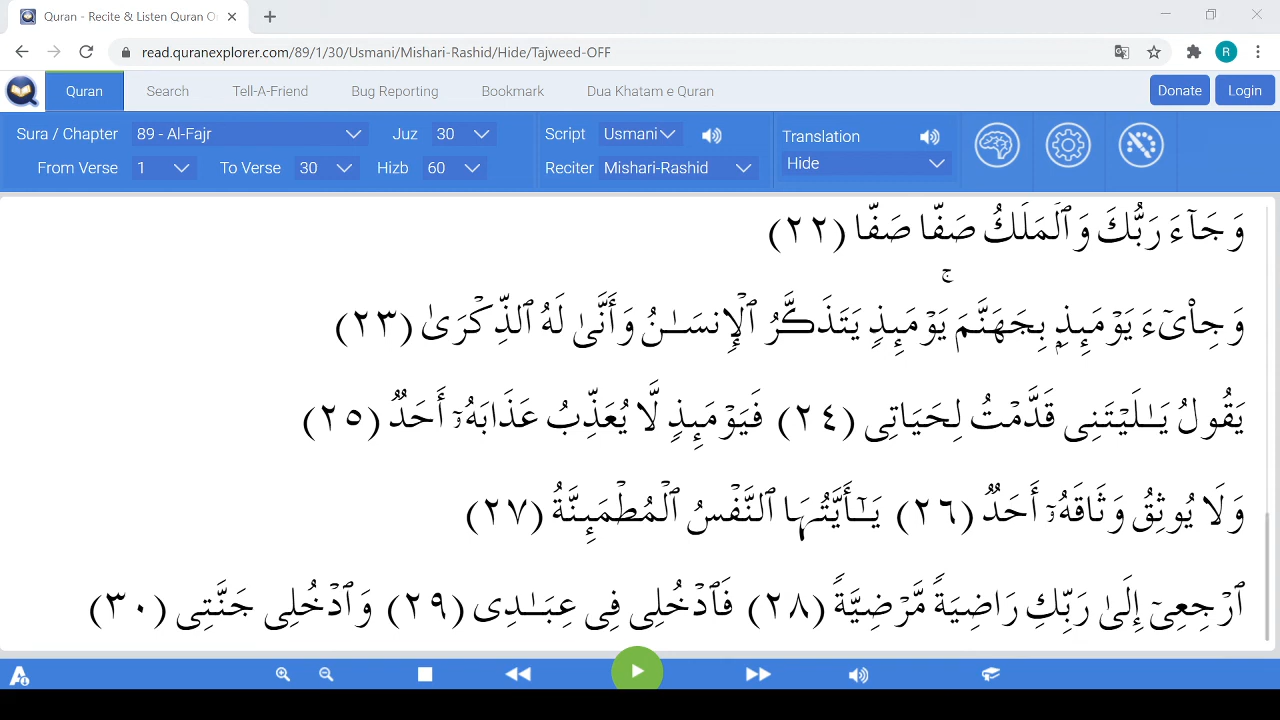 Quran - Recite & Listen Quran O
read.quranexplorer.com/89/1/30/Usmani/Mishari-Rashid/Hide/Tajweed-OFF
R
Quran Search Tell-A-Friend Bug Reporting Bookmark Dua Khatam e Quran Donate Login
Sura / Chapter 89 - Al-Fajr Juz 30 Script Usmani Translation
From Verse 1 To Verse 30 Hizb 60 Reciter Mishari-Rashid Hide
وَجَآءَ رَبُّكَ وَٱلْمَلَكُ صَفًّا صَفًّا (٢٢)
وَجِا۟ىٓءَ يَوْمَئِذٍۭ بِجَهَنَّمَ ۚ يَوْمَئِذٍ يَتَذَكَّرُ ٱلْإِنسَـٰنُ وَأَنَّىٰ لَهُ ٱلذِّكْرَىٰ (٢٣)
يَقُولُ يَـٰلَيْتَنِى قَدَّمْتُ لِحَيَاتِى (٢٤) فَيَوْمَئِذٍ لَّا يُعَذِّبُ عَذَابَهُۥٓ أَحَدٌ (٢٥)
وَلَا يُوثِقُ وَثَاقَهُۥٓ أَحَدٌ (٢٦) يَـٰٓأَيَّتُهَا ٱلنَّفْسُ ٱلْمُطْمَئِنَّةُ (٢٧)
ٱرْجِعِىٓ إِلَىٰ رَبِّكِ رَاضِيَةً مَّرْضِيَّةً (٢٨) فَٱدْخُلِى فِى عِبَـٰدِى (٢٩) وَٱدْخُلِى جَنَّتِى (٣٠)